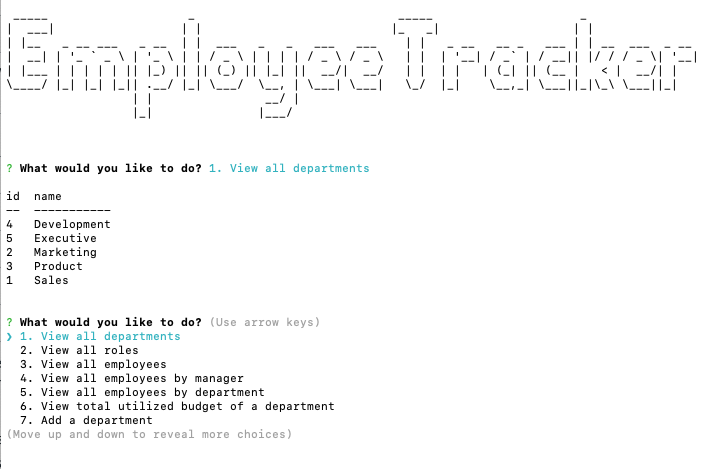 Employee Tracker
? What would you like to do? 1. View all departments
id name
-- -----------
4 Development
5 Executive
2 Marketing
3 Product
1 Sales
? What would you like to do? (Use arrow keys)
❯ 1. View all departments
2. View all roles
3. View all employees
4. View all employees by manager
5. View all employees by department
6. View total utilized budget of a department
7. Add a department
(Move up and down to reveal more choices)